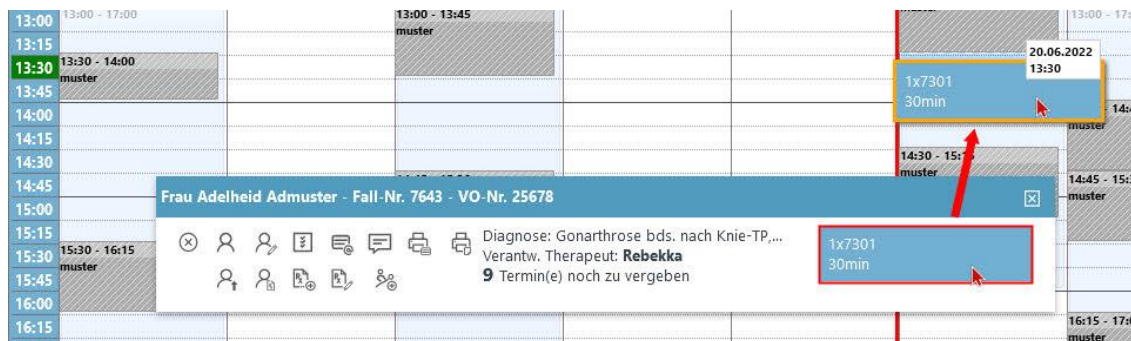 13:00
13:00 - 17:00
13:00 - 13:45
muster
13:00 - 17:
13:15
13:30
13:30 - 14:00
muster
20.06.2022
13:30
13:45
1x7301
30min
14:00
14:4
muster
14:15
14:30
14:30 - 15:15
muster
14:45
14:45 - 15:
muster
Frau Adelheid Admuster - Fall-Nr. 7643 - VO-Nr. 25678
15:00
15:15
15:30
15:30 - 16:15
muster
Diagnose: Gonarthrose bds. nach Knie-TP,...
Verantw. Therapeut: Rebekka
9 Termin(e) noch zu vergeben
1x7301
30min
15:45
16:00
16:15
16:15 - 17:0
muster